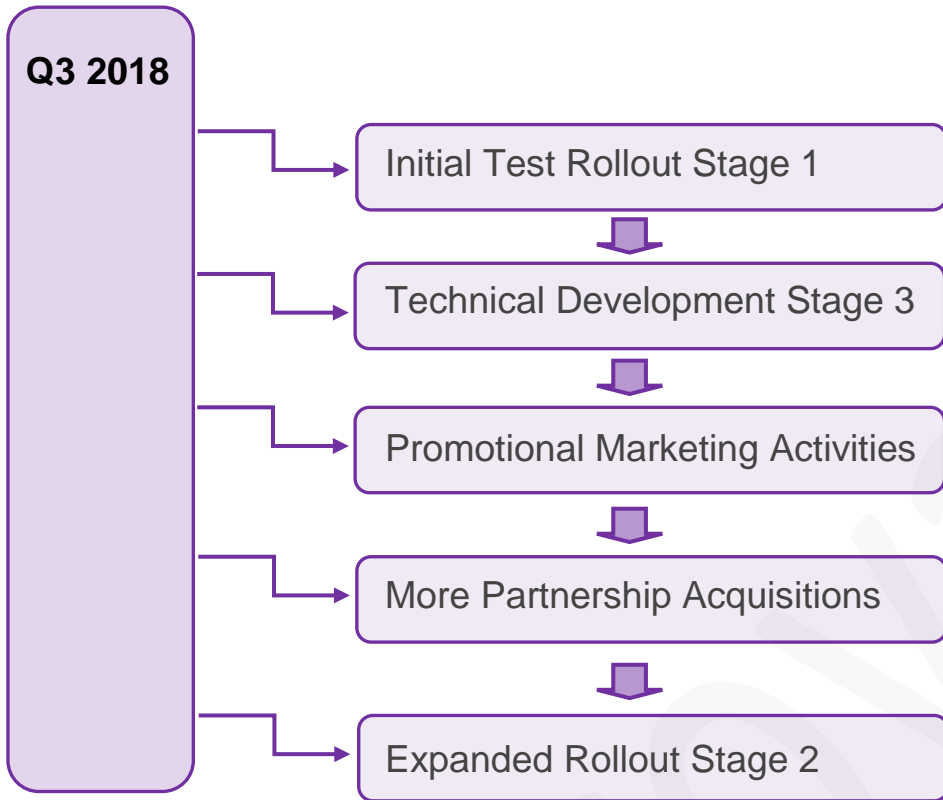 Q3 2018
Initial Test Rollout Stage 1
Technical Development Stage 3
Promotional Marketing Activities
More Partnership Acquisitions
Expanded Rollout Stage 2